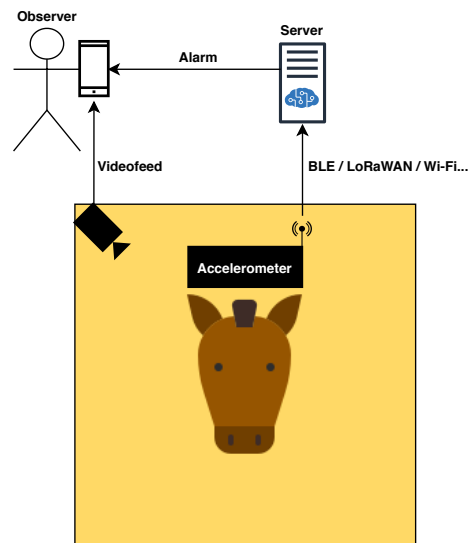 Observer
Server
Alarm
Videofeed
BLE / LoRaWAN / Wi-Fi...
Accelerometer